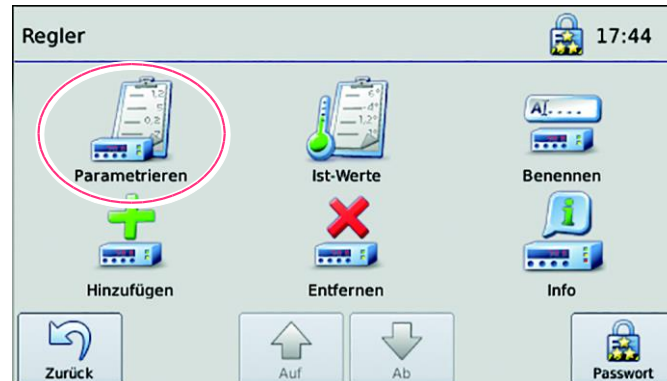 Regler 17:44
Parametrieren Ist-Werte Benennen
Hinzufügen Entfernen Info
Zurück Auf Ab Passwort